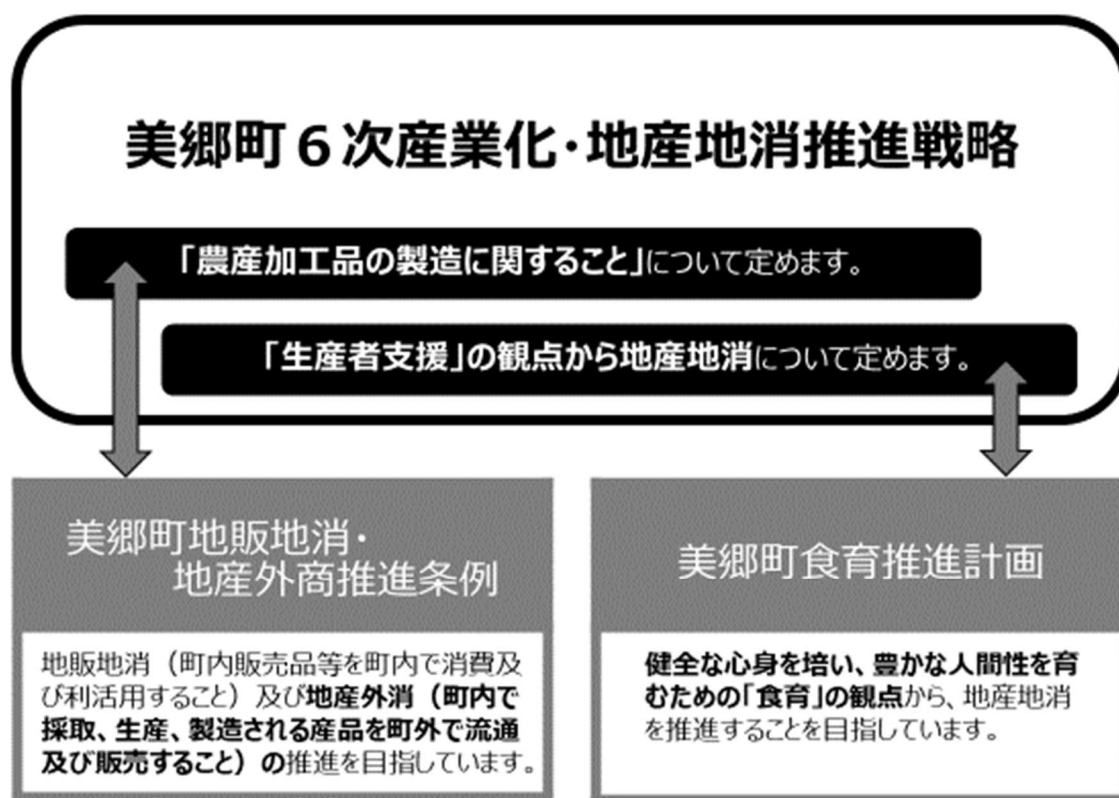 美郷町６次産業化・地産地消推進戦略
「農産加工品の製造に関すること」について定めます。
「生産者支援」の観点から地産地消について定めます。
美郷町地販地消・
地産外商推進条例
地販地消（町内販売品等を町内で消費及
び利活用すること）及び地産外消（町内で
採取、生産、製造される産品を町外で流通
及び販売すること）の推進を目指しています。
美郷町食育推進計画
健全な心身を培い、豊かな人間性を育
むための「食育」の観点から、地産地消
を推進することを目指しています。